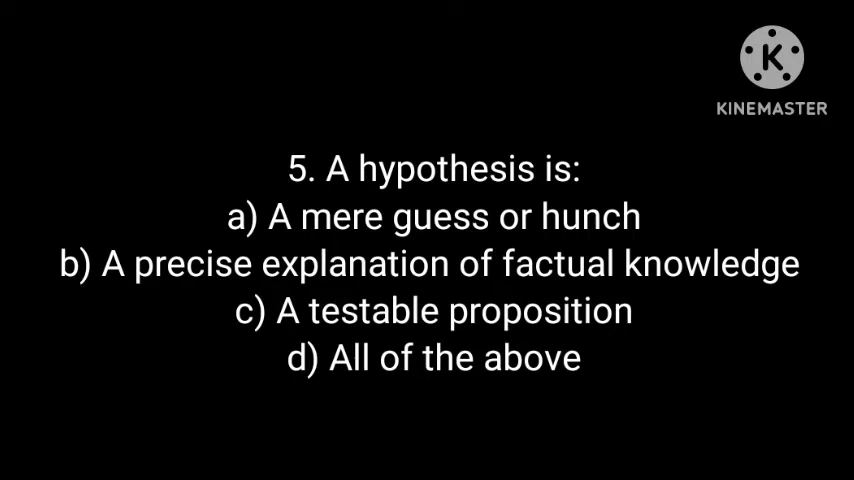 K
KINEMASTER
5. A hypothesis is:
a) A mere guess or hunch
b) A precise explanation of factual knowledge
c) A testable proposition
d) All of the above